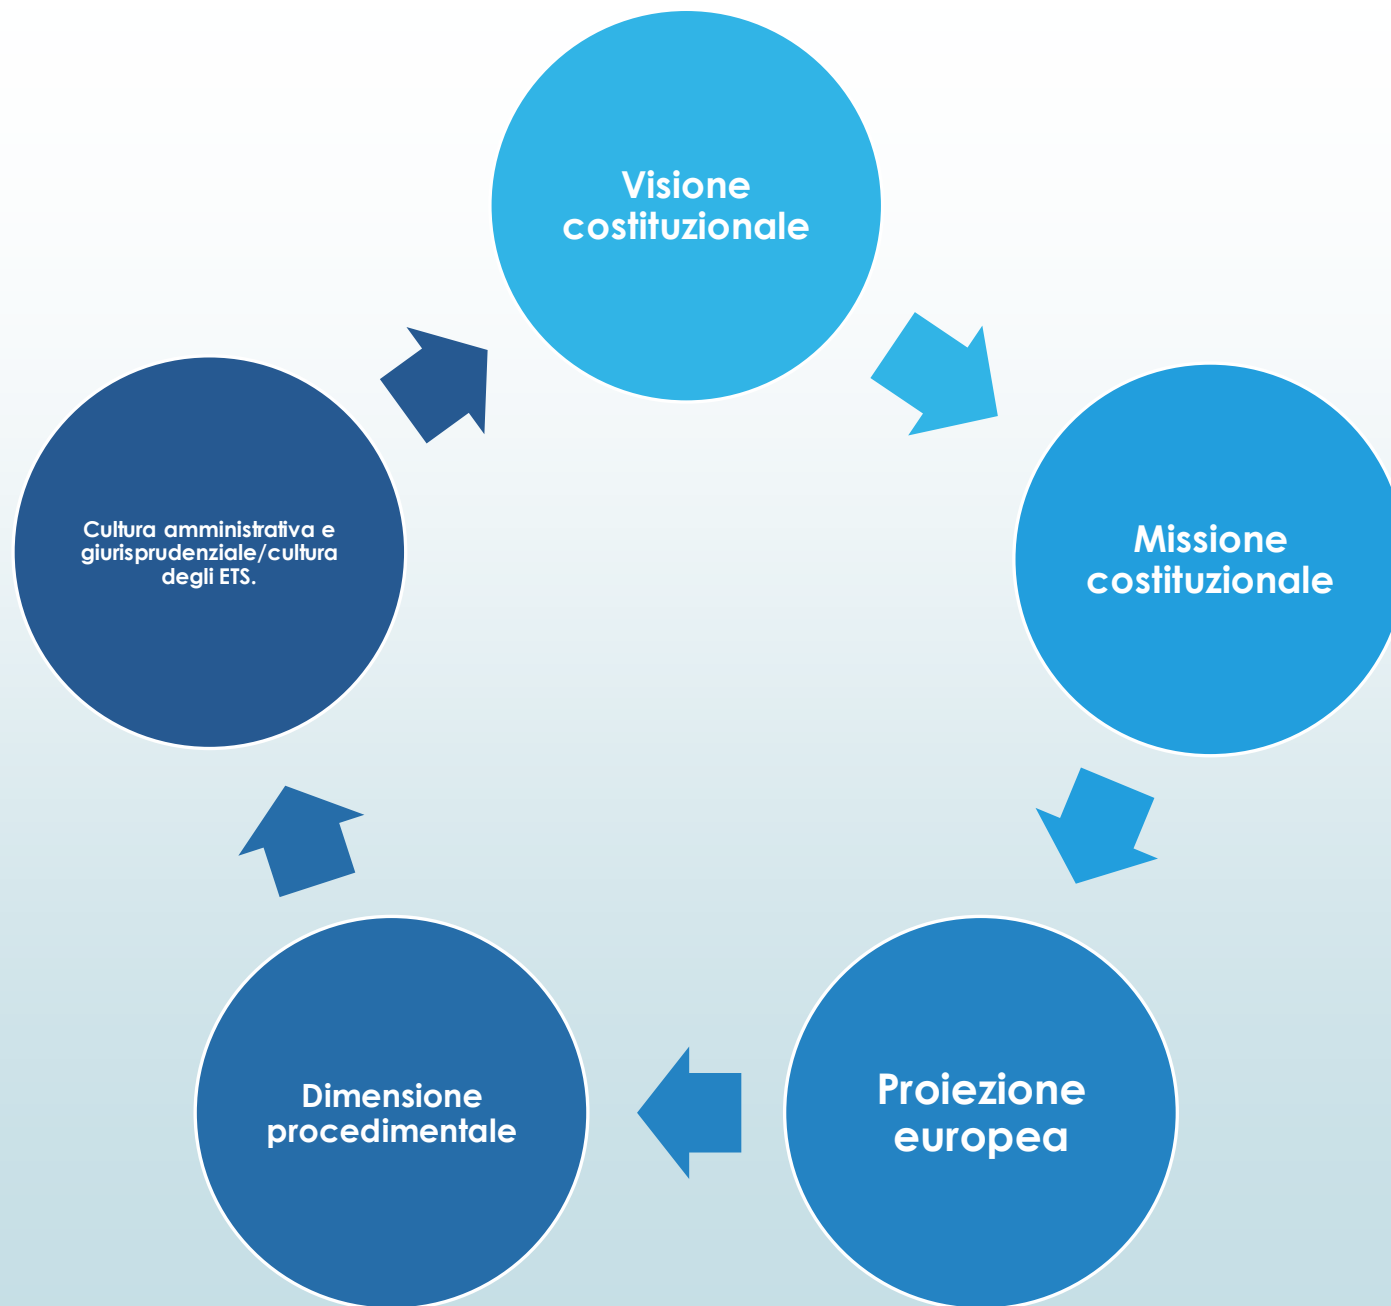 Visione
costituzionale
Missione
costituzionale
Proiezione
europea
Dimensione
procedimentale
Cultura amministrativa e
giurisprudenziale/cultura
degli ETS.